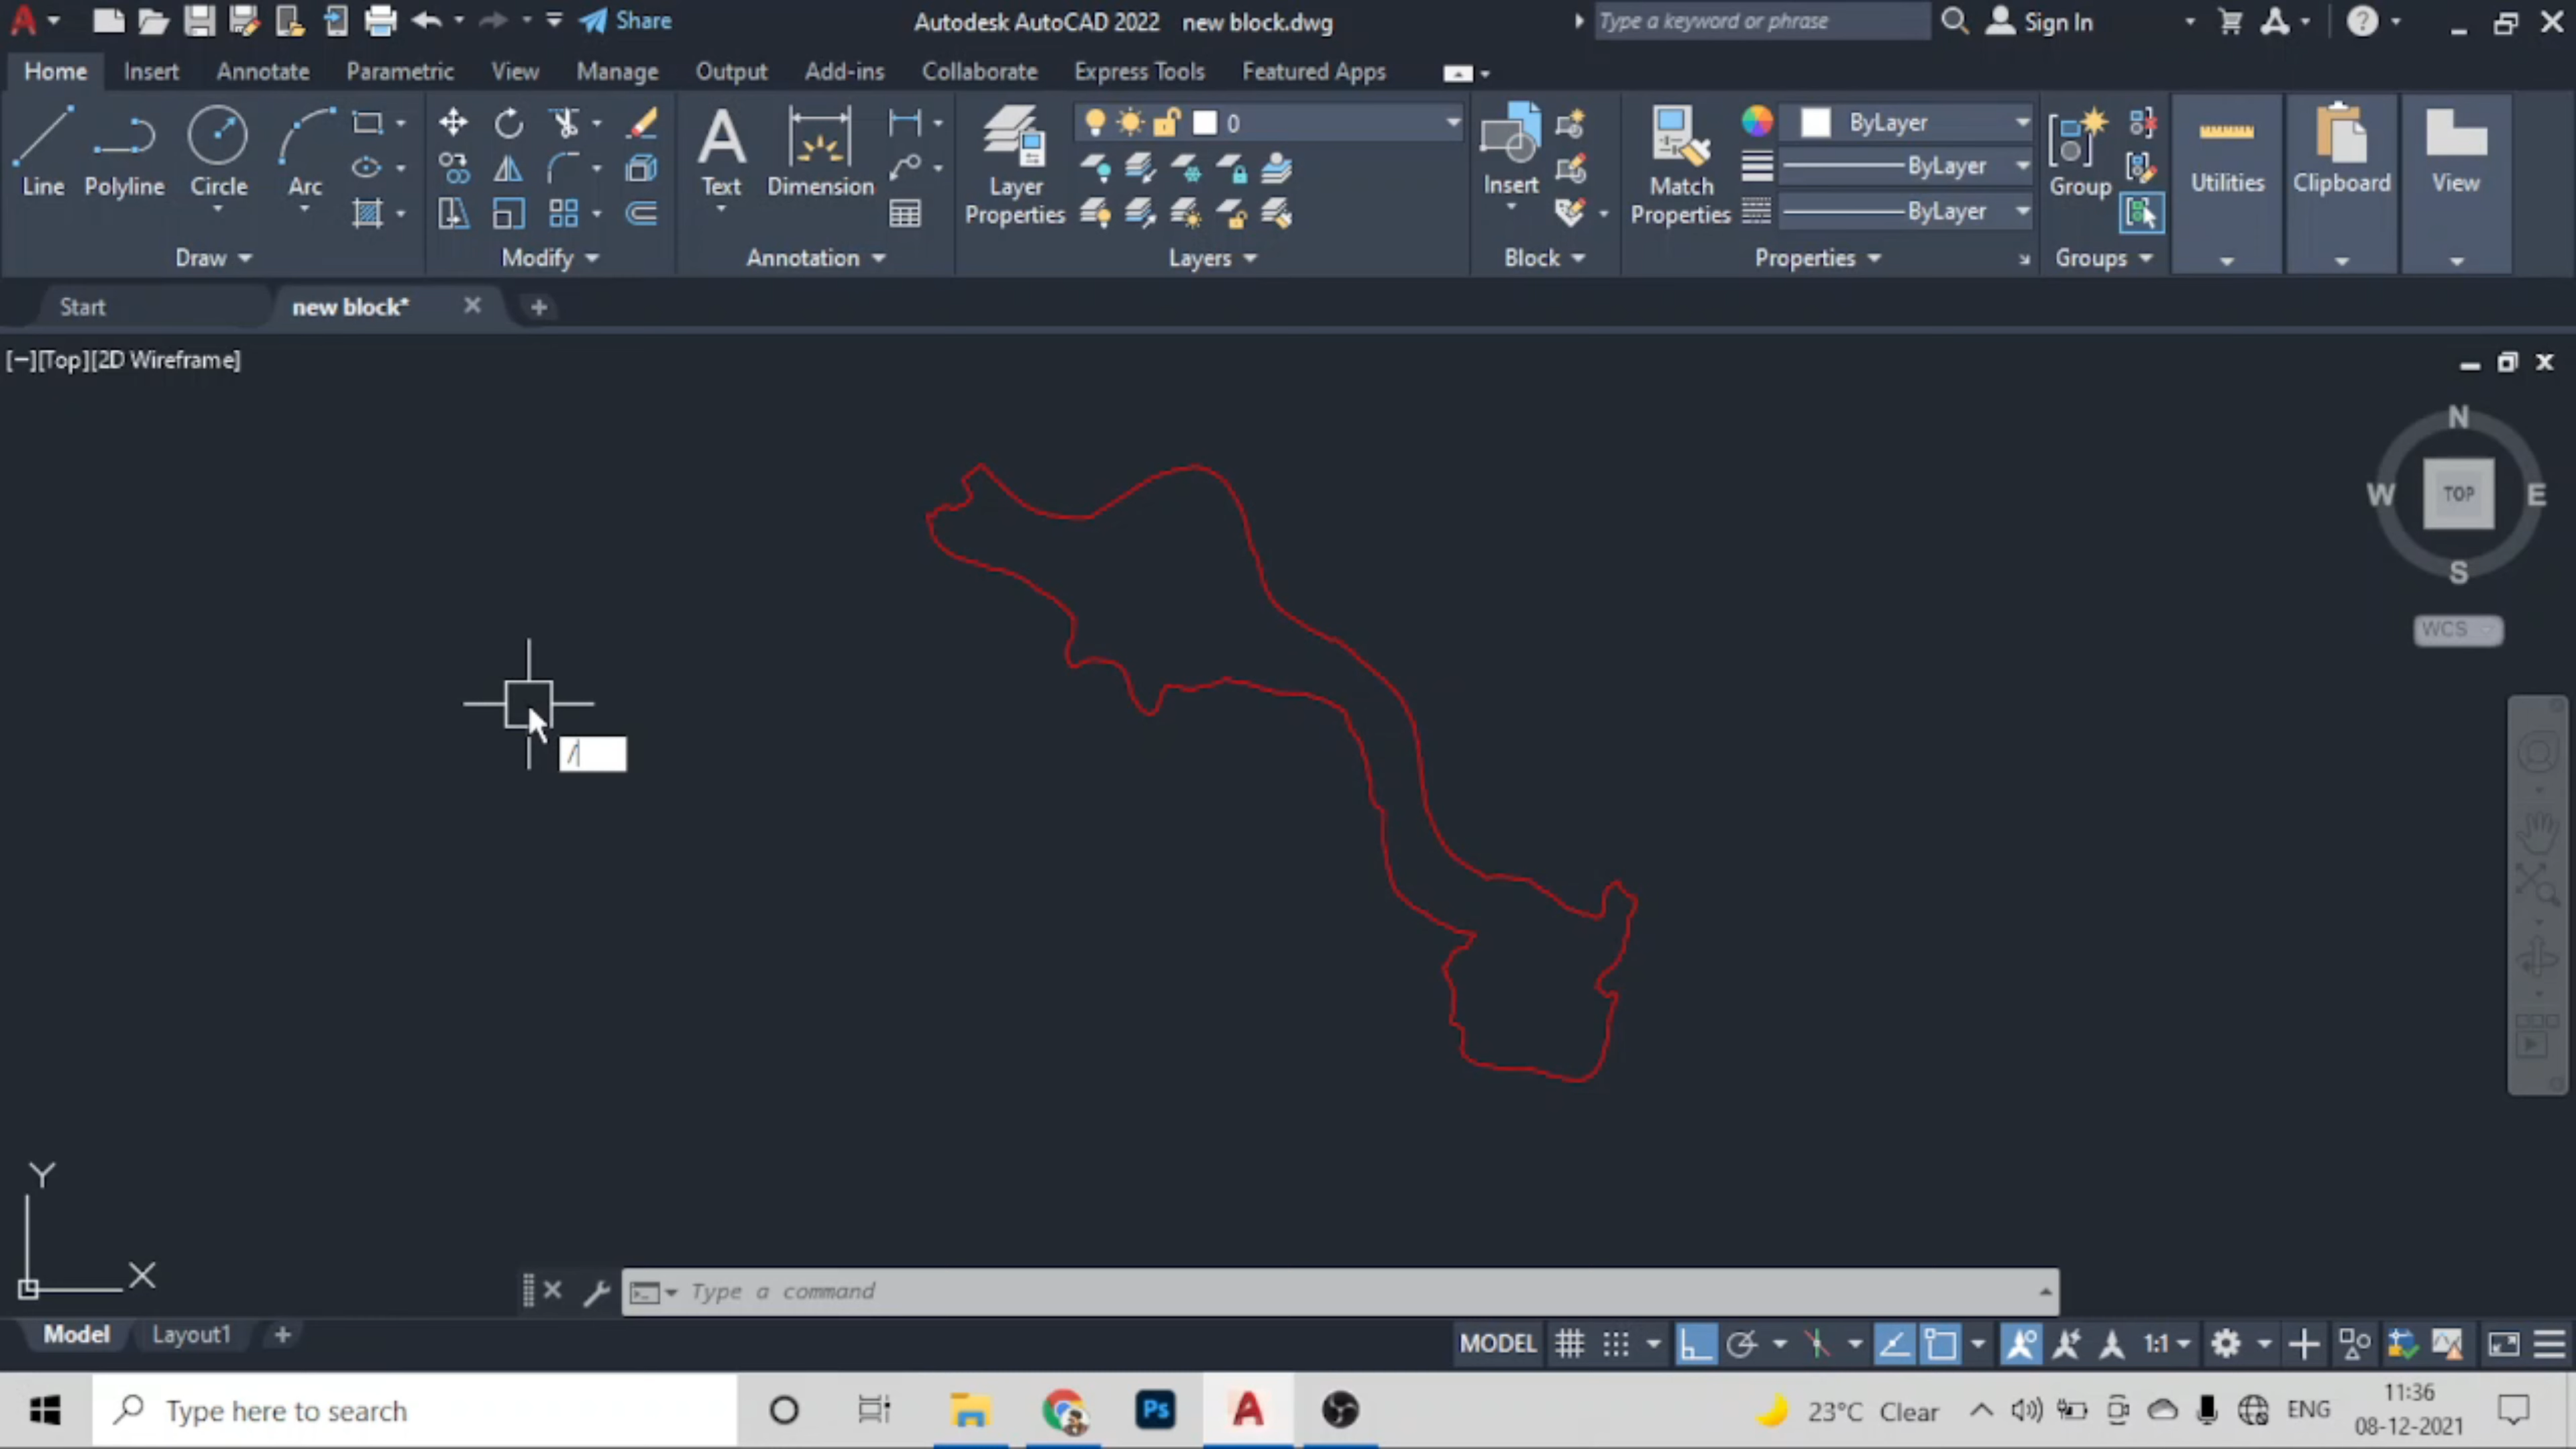 Share
Autodesk AutoCAD 2022 new block.dwg
Type a keyword or phrase
Sign In
Home Insert Annotate Parametric View Manage Output Add-ins Collaborate Express Tools Featured Apps
Line Polyline Circle Arc
Draw
Modify
Text Dimension
Annotation
Layer Properties
0
Layers
Insert
Block
Match Properties
ByLayer
ByLayer
ByLayer
Properties
Group
Groups
Utilities
Clipboard
View
Start new block*
[−][Top][2D Wireframe]
N
W TOP E
S
WCS
/
Y
X
Type a command
Model Layout1
MODEL 1:1
Type here to search
Ps
23°C Clear
ENG
11:36
08-12-2021